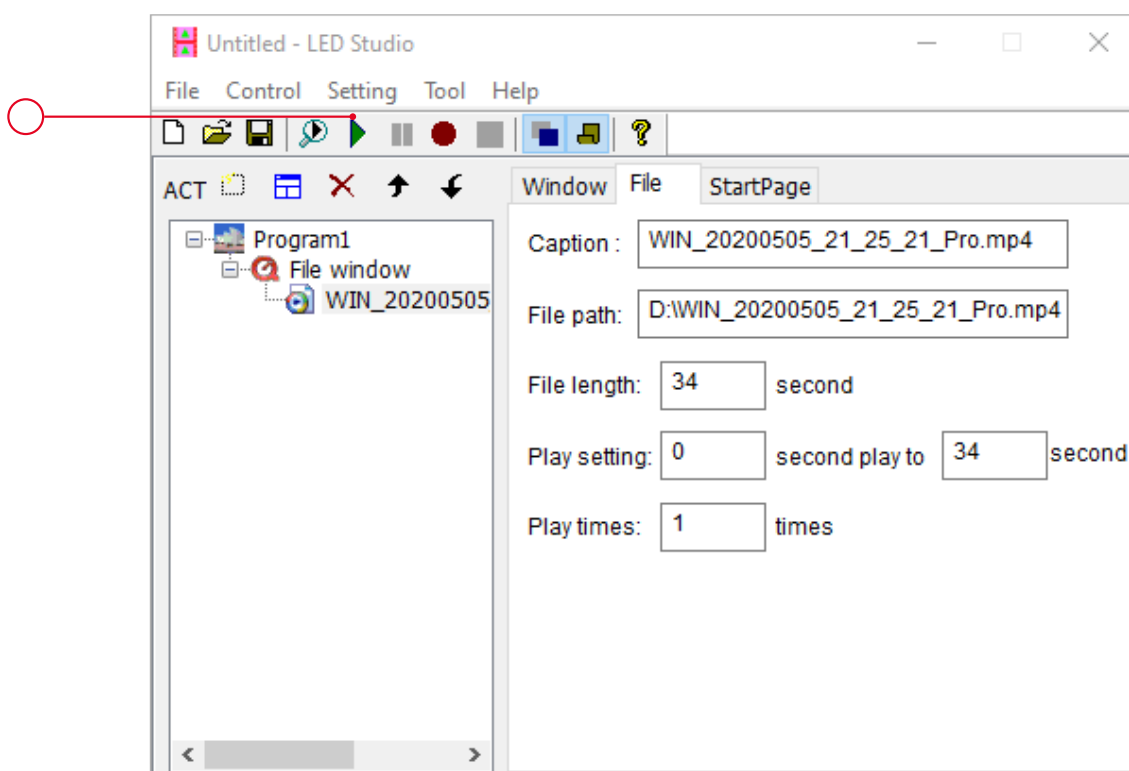 Untitled - LED Studio
File Control Setting Tool Help
ACT
Window File StartPage
Program1
File window
WIN_20200505
Caption : WIN_20200505_21_25_21_Pro.mp4
File path: D:\WIN_20200505_21_25_21_Pro.mp4
File length: 34 second
Play setting: 0 second play to 34 second
Play times: 1 times